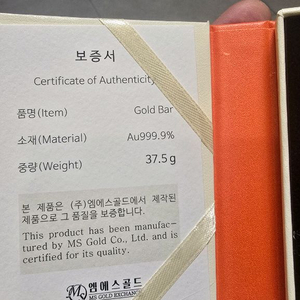 보증서
Certificate of Authenticity
품명(Item) Gold Bar
소재(Material) Au999.9%
중량(Weight) 37.5g
본 제품은 (주)엠에스골드에서 제작된
제품으로 그 품질을 보증합니다.
This product has been manufac-
tured by MS Gold Co., Ltd. and is
certified for its quality.
엠에스골드
MS GOLD EXCHANGE